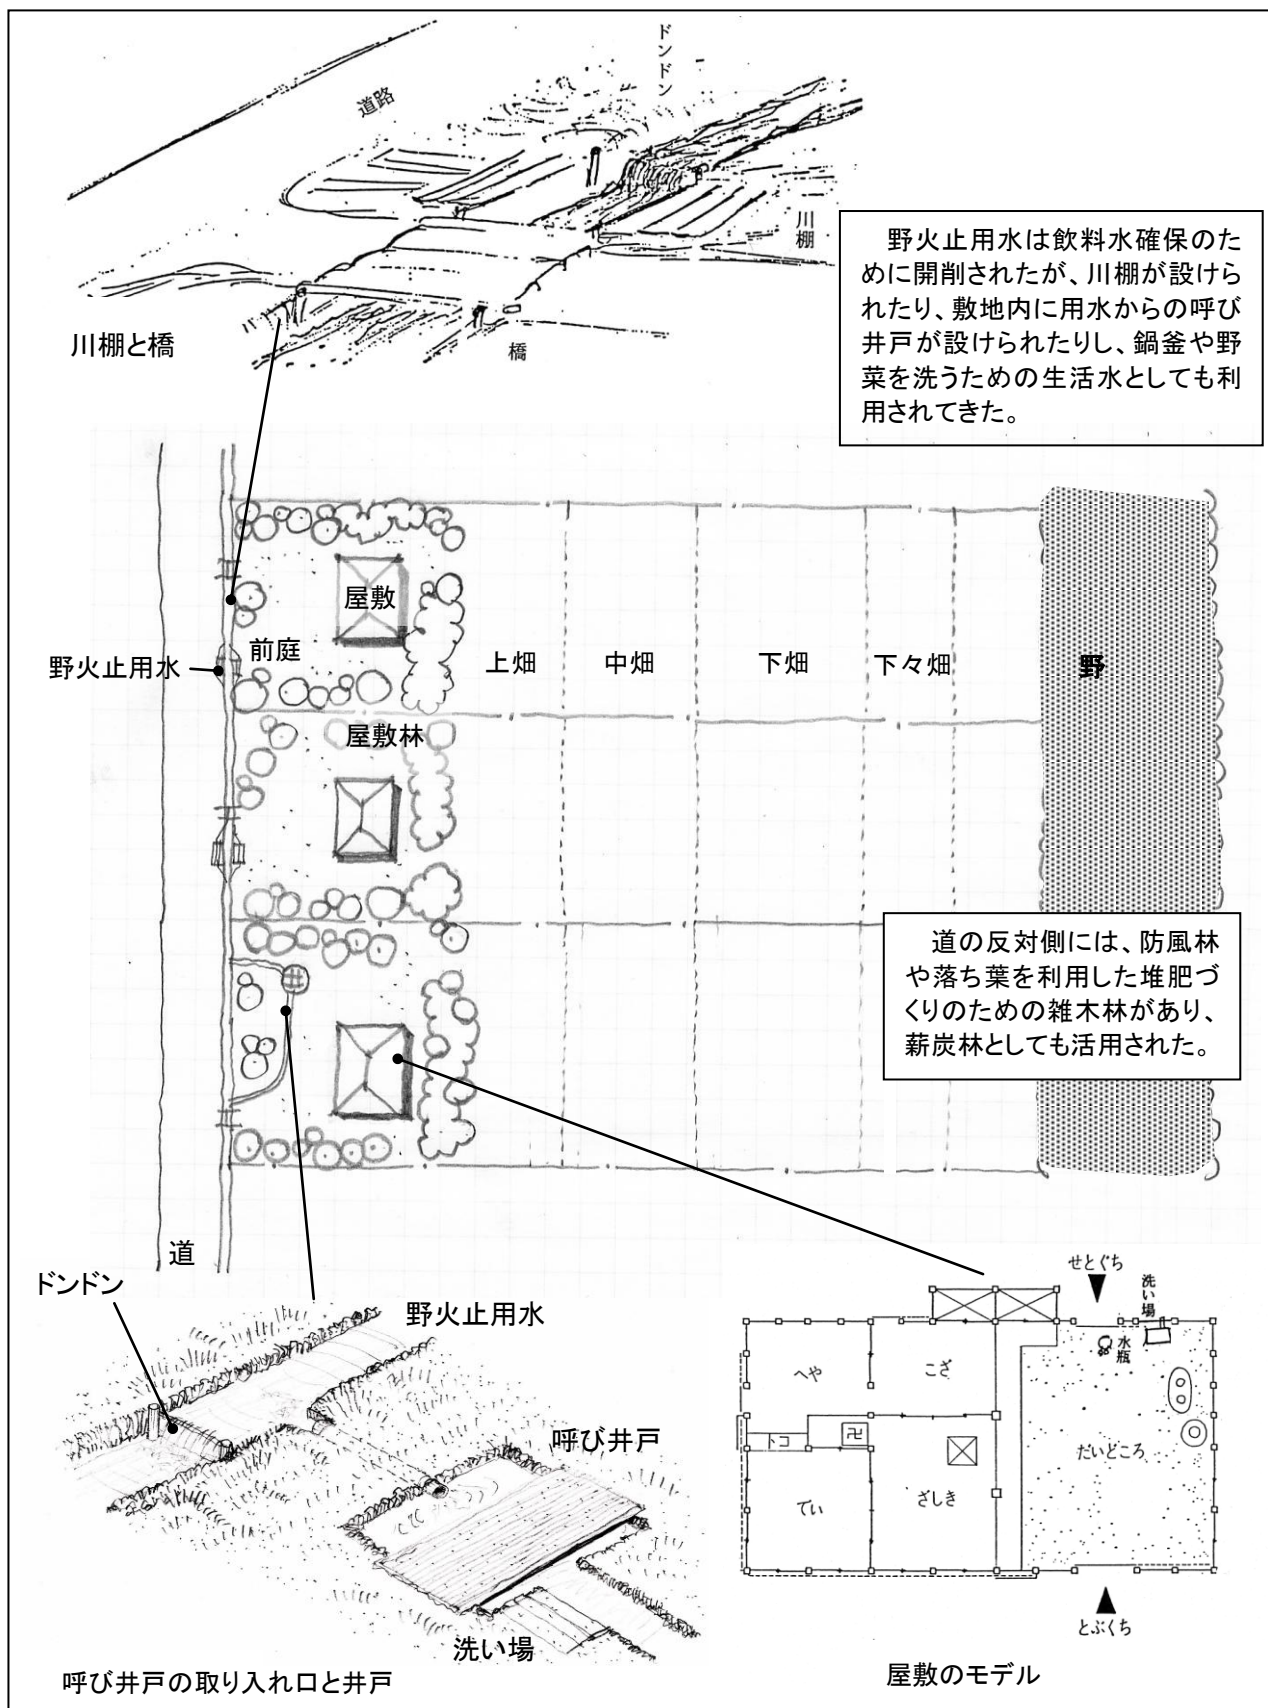 ドンドン
道路
川棚
橋
川棚と橋
野火止用水は飲料水確保のた
めに開削されたが、川棚が設けら
れたり、敷地内に用水からの呼び
井戸が設けられたりし、鍋釜や野
菜を洗うための生活水としても利
用されてきた。
屋敷
前庭
野火止用水
上畑
中畑
下畑
下々畑
野
屋敷林
道の反対側には、防風林
や落ち葉を利用した堆肥づ
くりのための雑木林があり、
薪炭林としても活用された。
道
ドンドン
野火止用水
呼び井戸
洗い場
呼び井戸の取り入れ口と井戸
せとぐち
洗い場
水瓶
へや
こざ
トコ
卍
だいどころ
でい
ざしき
とぶくち
屋敷のモデル